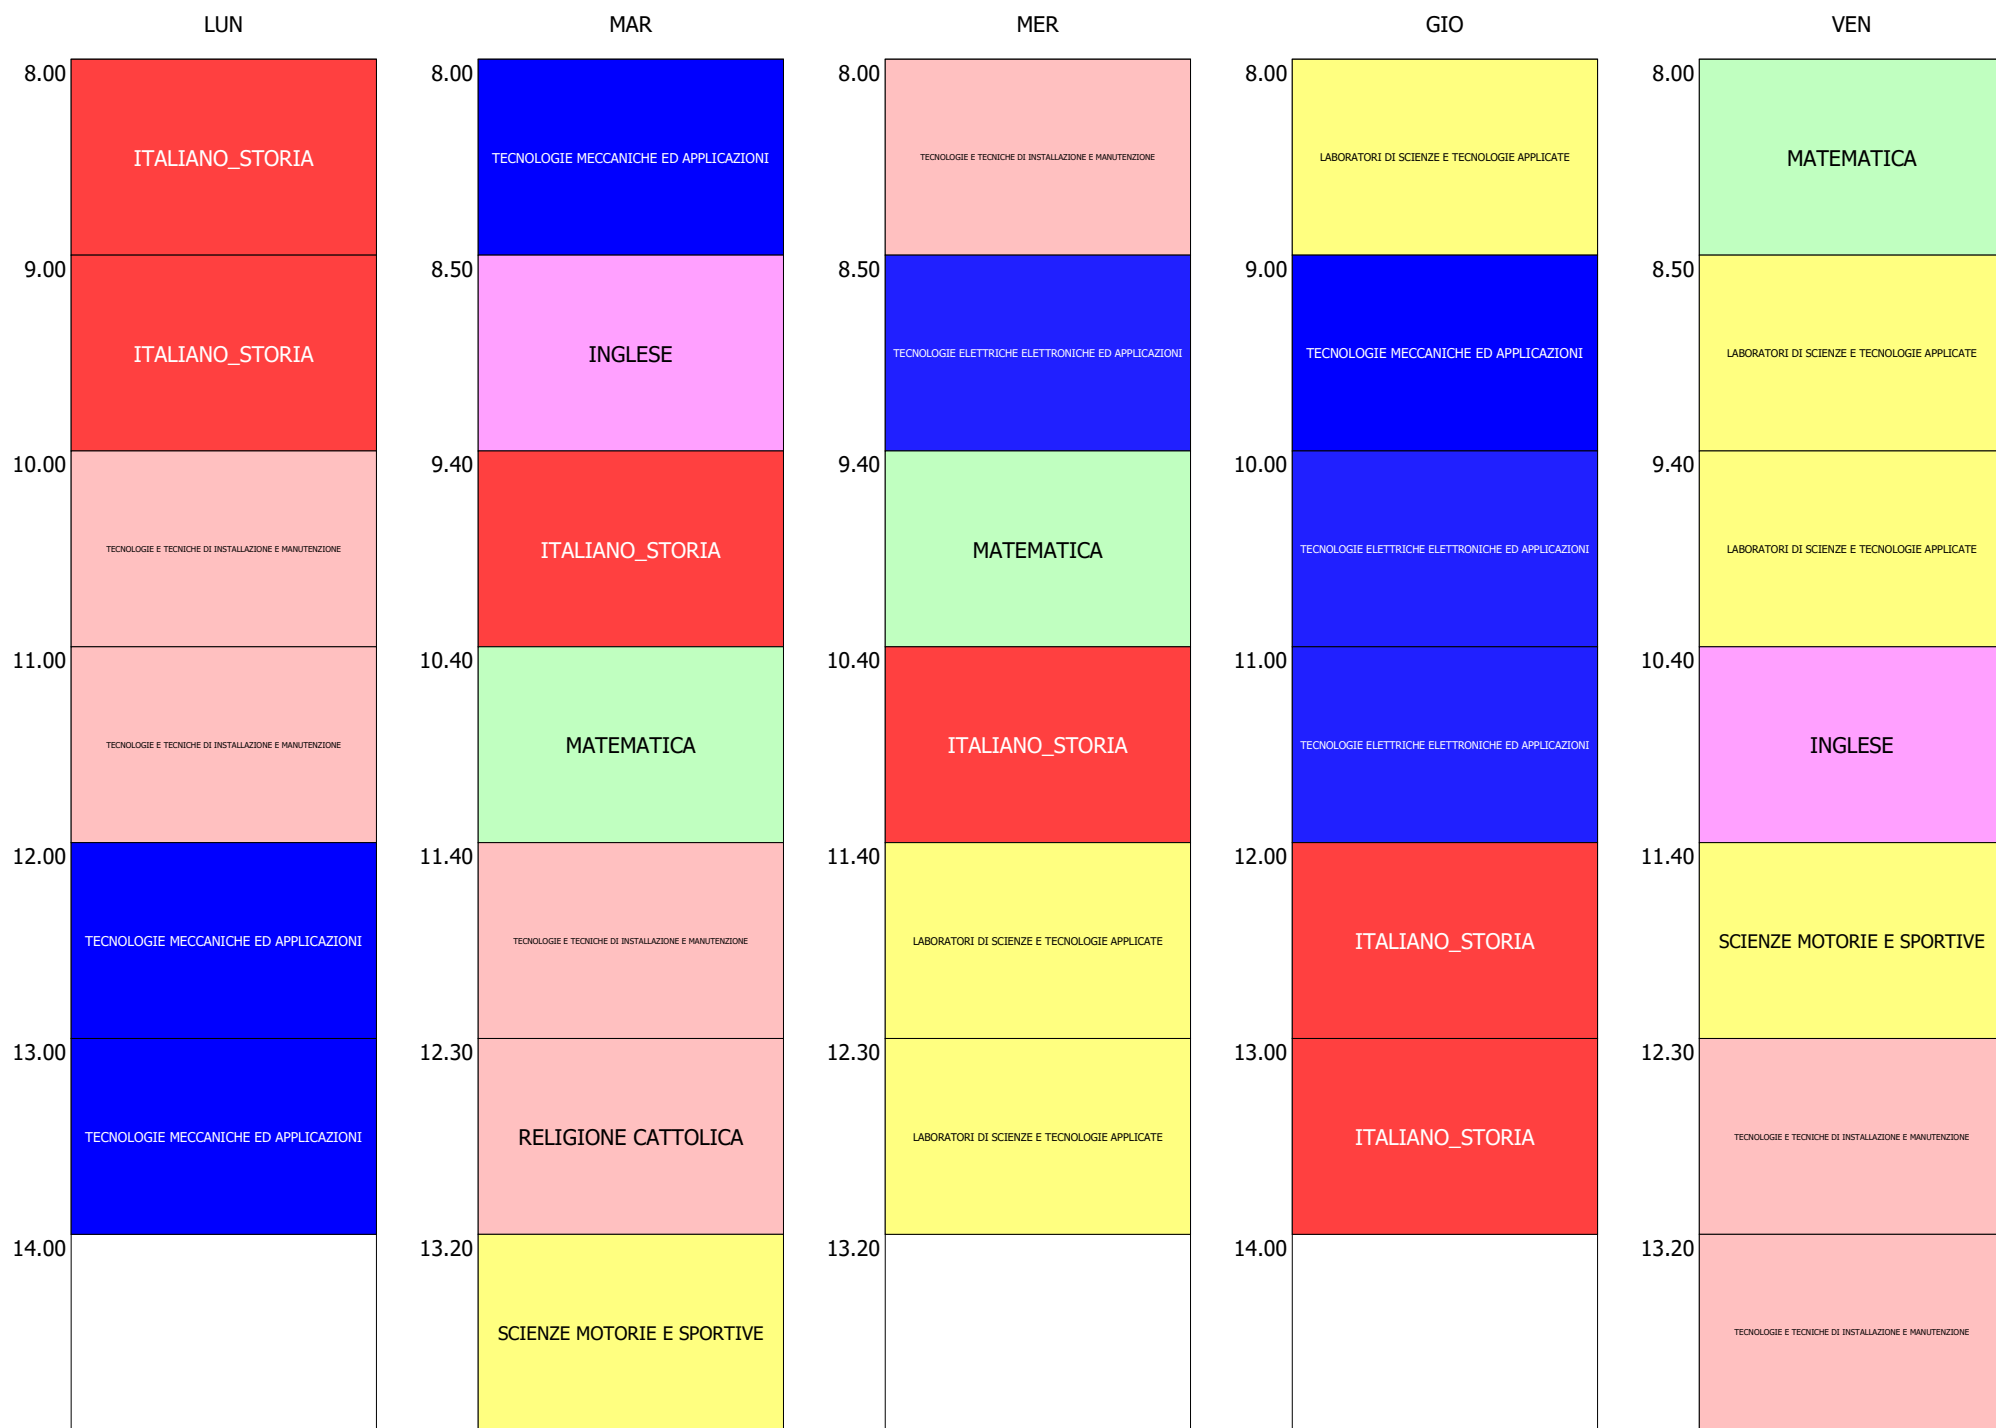 LUN MAR MER GIO VEN
8.00 8.00 8.00 8.00 8.00
ITALIANO_STORIA TECNOLOGIE MECCANICHE ED APPLICAZIONI TECNOLOGIE E TECNICHE DI INSTALLAZIONE E MANUTENZIONE LABORATORI DI SCIENZE E TECNOLOGIE APPLICATE MATEMATICA
9.00 8.50 8.50 9.00 8.50
ITALIANO_STORIA INGLESE TECNOLOGIE ELETTRICHE ELETTRONICHE ED APPLICAZIONI TECNOLOGIE MECCANICHE ED APPLICAZIONI LABORATORI DI SCIENZE E TECNOLOGIE APPLICATE
10.00 9.40 9.40 10.00 9.40
TECNOLOGIE E TECNICHE DI INSTALLAZIONE E MANUTENZIONE ITALIANO_STORIA MATEMATICA TECNOLOGIE ELETTRICHE ELETTRONICHE ED APPLICAZIONI LABORATORI DI SCIENZE E TECNOLOGIE APPLICATE
11.00 10.40 10.40 11.00 10.40
TECNOLOGIE E TECNICHE DI INSTALLAZIONE E MANUTENZIONE MATEMATICA ITALIANO_STORIA TECNOLOGIE ELETTRICHE ELETTRONICHE ED APPLICAZIONI INGLESE
12.00 11.40 11.40 12.00 11.40
TECNOLOGIE MECCANICHE ED APPLICAZIONI TECNOLOGIE E TECNICHE DI INSTALLAZIONE E MANUTENZIONE LABORATORI DI SCIENZE E TECNOLOGIE APPLICATE ITALIANO_STORIA SCIENZE MOTORIE E SPORTIVE
13.00 12.30 12.30 13.00 12.30
TECNOLOGIE MECCANICHE ED APPLICAZIONI RELIGIONE CATTOLICA LABORATORI DI SCIENZE E TECNOLOGIE APPLICATE ITALIANO_STORIA TECNOLOGIE E TECNICHE DI INSTALLAZIONE E MANUTENZIONE
14.00 13.20 13.20 14.00 13.20
SCIENZE MOTORIE E SPORTIVE TECNOLOGIE E TECNICHE DI INSTALLAZIONE E MANUTENZIONE